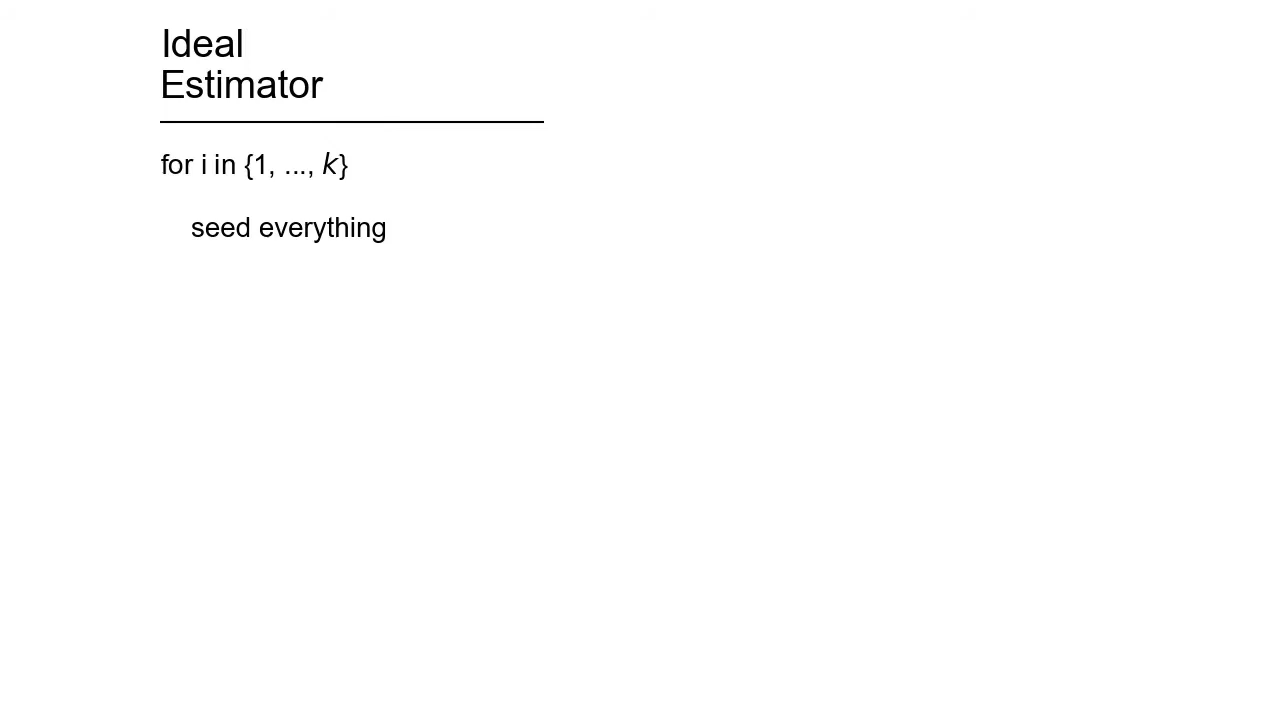 Ideal
Estimator
for i in {1, ..., k}
seed everything